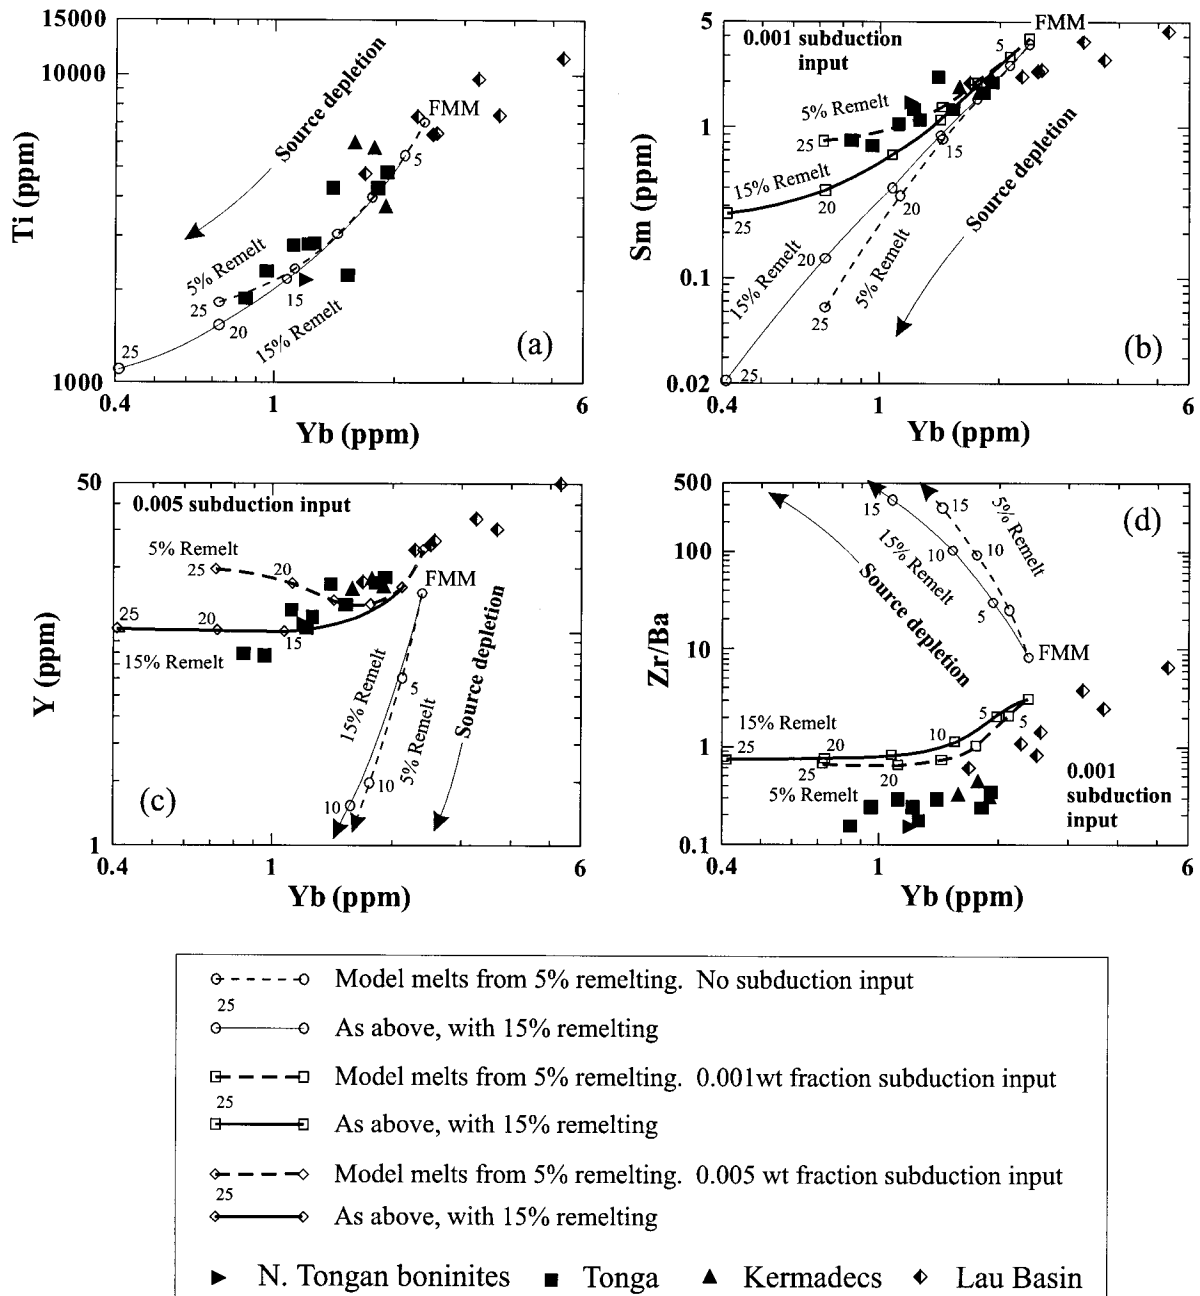 15000
10000
1000
Ti (ppm)
Source depletion
FMM
5
5% Remelt
25
15
20
15% Remelt
25
(a)
0.4
1
6
Yb (ppm)
5
1
0.1
0.02
Sm (ppm)
0.001 subduction
input
FMM
5
5% Remelt
25
15% Remelt
20
25
15
20
Source depletion
15% Remelt
20
5% Remelt
25
25
(b)
0.4
1
6
Yb (ppm)
50
1
Y (ppm)
0.005 subduction input
5% Remelt
25
20
FMM
25
20
15
15% Remelt
5
15% Remelt
5% Remelt
Source depletion
10
10
(c)
0.4
1
6
Yb (ppm)
500
100
10
1
0.1
Zr/Ba
15
15
5% Remelt
(d)
10
10
15% Remelt
5
Source depletion
FMM
15% Remelt
5
5
10
25
20
25
20
5% Remelt
0.001
subduction
input
0.4
1
6
Yb (ppm)
Model melts from 5% remelting. No subduction input
25
As above, with 15% remelting
Model melts from 5% remelting. 0.001wt fraction subduction input
25
As above, with 15% remelting
Model melts from 5% remelting. 0.005 wt fraction subduction input
25
As above, with 15% remelting
N. Tongan boninites Tonga Kermadecs Lau Basin